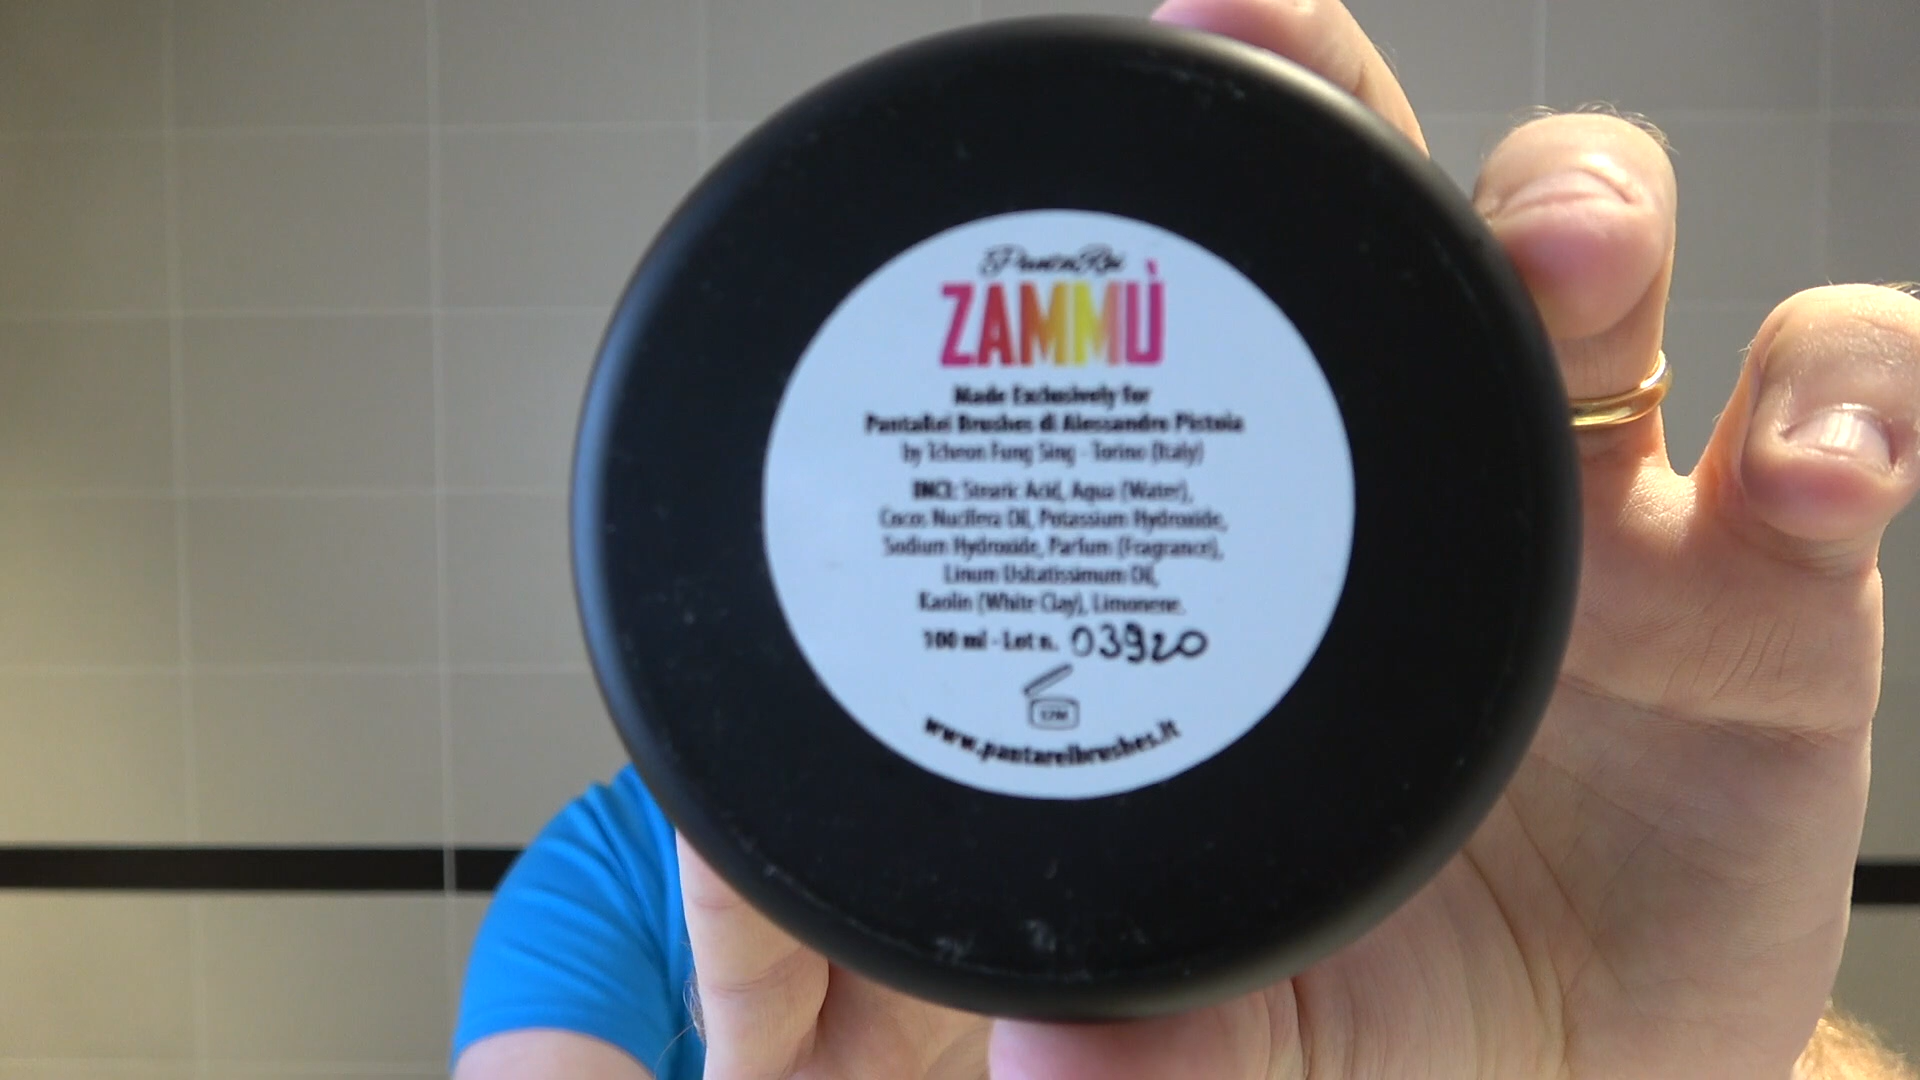 PantaRei
ZAMMÙ
Made Exclusively for
PantaRei Brushes di Alessandro Pistoia
by Tcheon Fung Sing - Torino (Italy)
INCI: Stearic Acid, Aqua (Water),
Cocos Nucifera Oil, Potassium Hydroxide,
Sodium Hydroxide, Parfum (Fragrance),
Linum Usitatissimum Oil,
Kaolin (White Clay), Limonene.
100 ml - Lot n. 03920
www.pantareibrushes.it